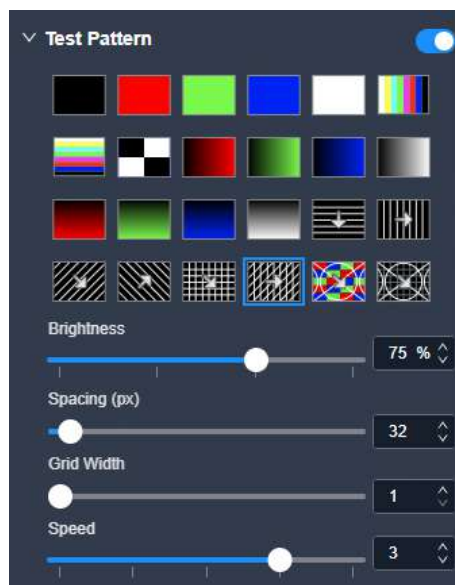 Test Pattern
Brightness
75 %
Spacing (px)
32
Grid Width
1
Speed
3